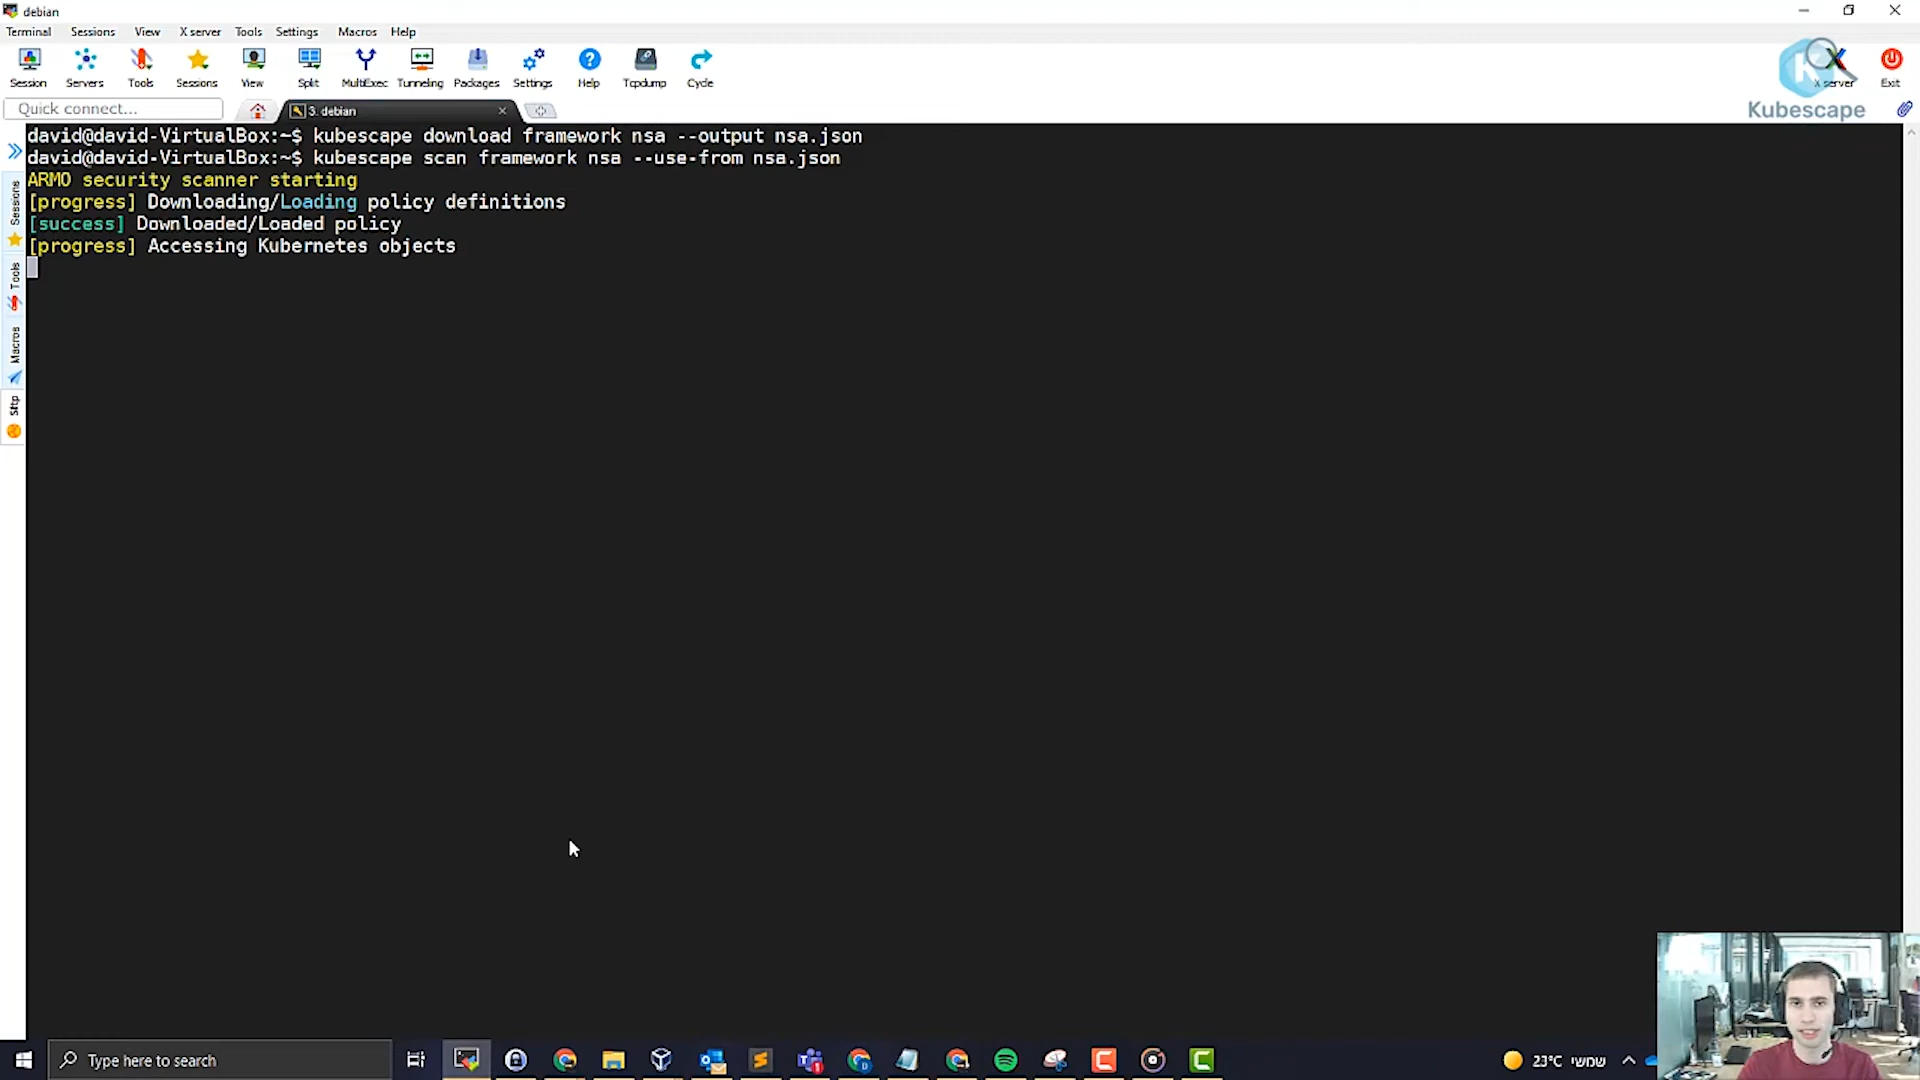 debian
Terminal Sessions View X server Tools Settings Macros Help
Session Servers Tools Sessions View Split MultiExec Tunneling Packages Settings Help Tcpdump Cycle X server Exit
Kubescape
Quick connect... 3. debian
david@david-VirtualBox:~$ kubescape download framework nsa --output nsa.json
david@david-VirtualBox:~$ kubescape scan framework nsa --use-from nsa.json
ARMO security scanner starting
[progress] Downloading/Loading policy definitions
[success] Downloaded/Loaded policy
[progress] Accessing Kubernetes objects
Sessions
Tools
Macros
Sftp
Type here to search
23°C שמשי